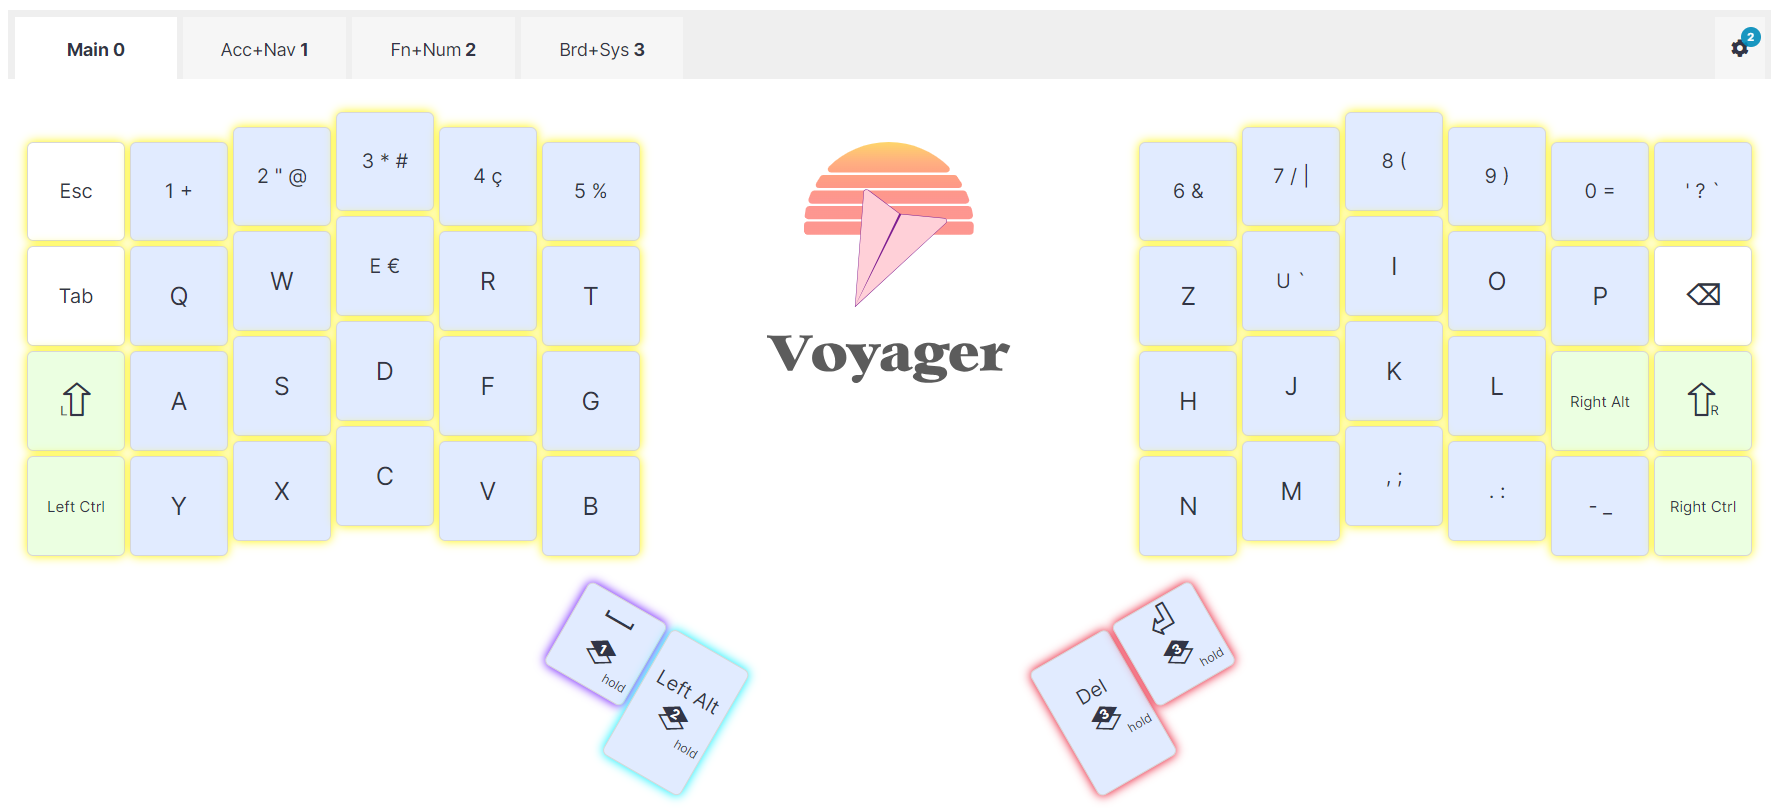 Main 0 Acc+Nav 1 Fn+Num 2 Brd+Sys 3 2
Esc 1 + 2 " @ 3 * # 4 ç 5 % 6 & 7 / | 8 ( 9 ) 0 = ' ? `
Tab Q W E € R T Z U ` I O P
L A S D F G H J K L Right Alt R
Left Ctrl Y X C V B N M , ; . : - _ Right Ctrl
Voyager
1 hold
Left Alt 2 hold
Del 3 hold
3 hold